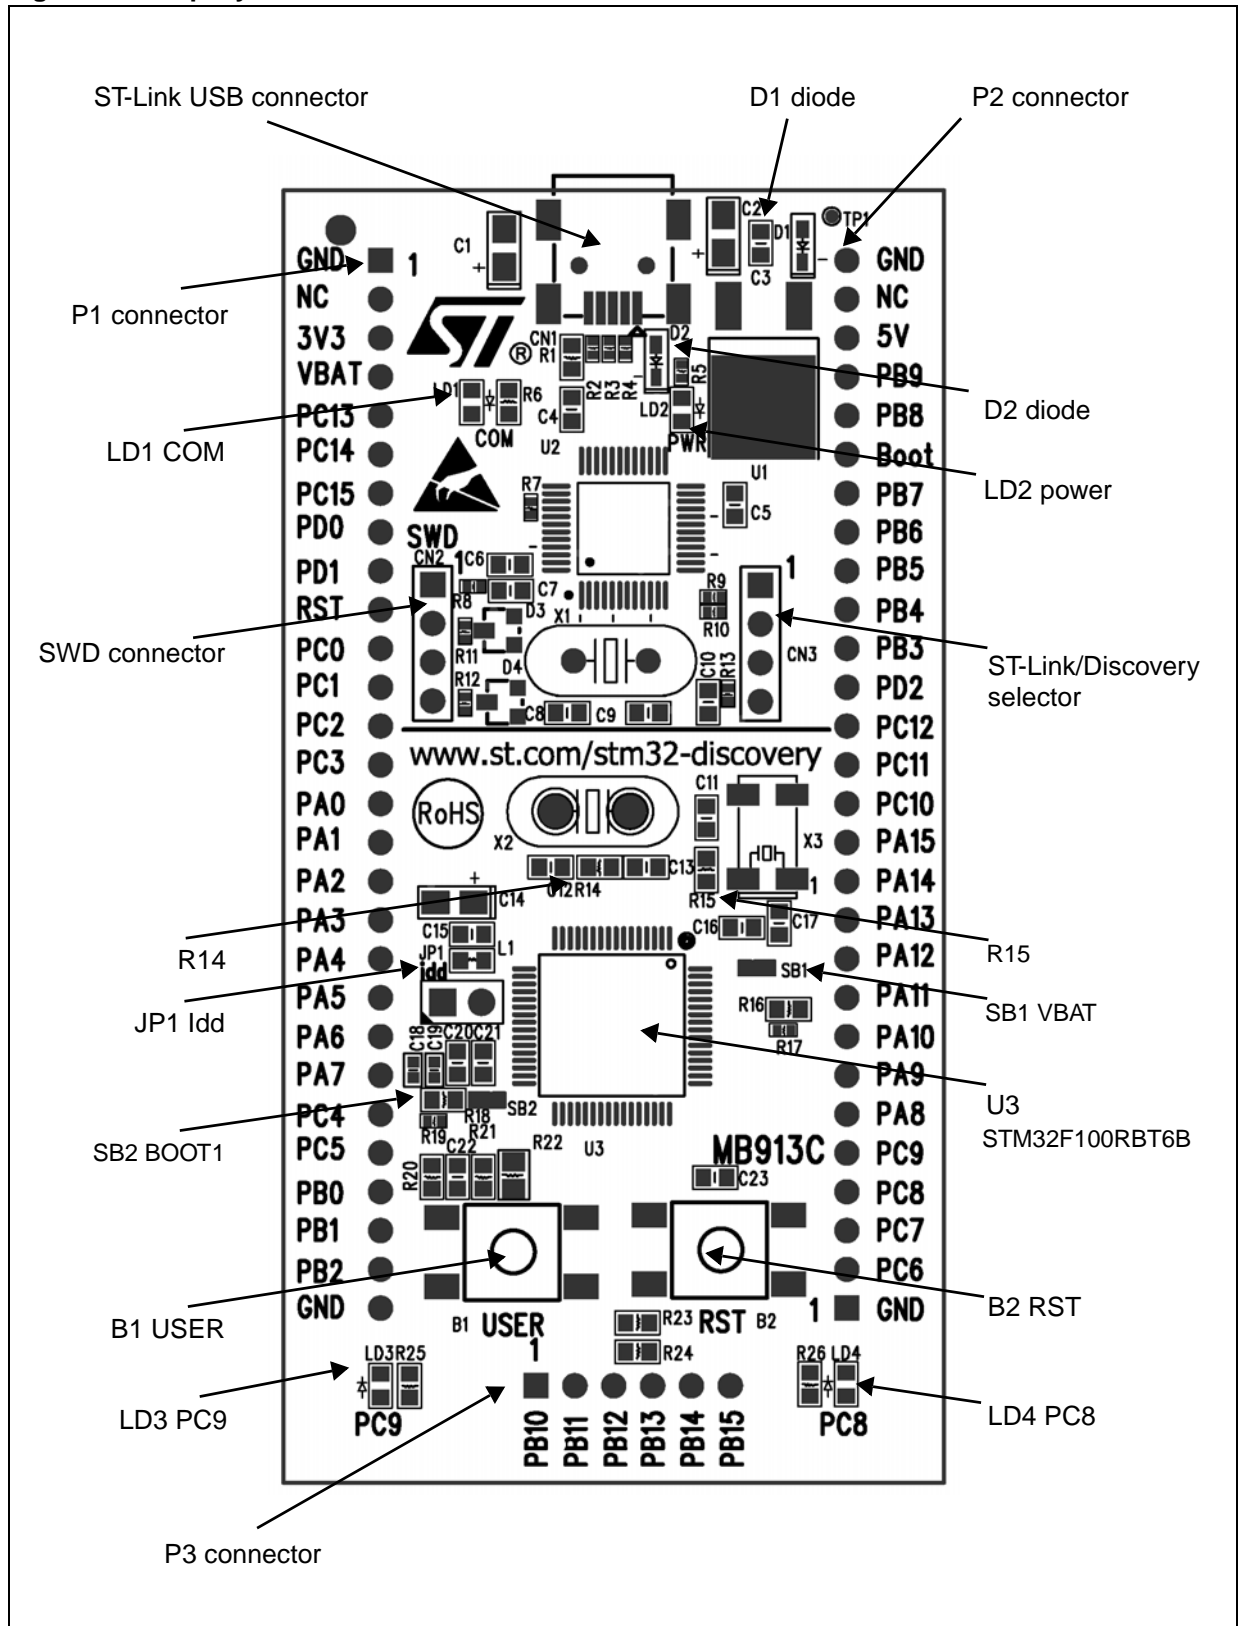 ST-Link USB connector
D1 diode
P2 connector
P1 connector
LD1 COM
SWD connector
R14
JP1 Idd
SB2 BOOT1
B1 USER
LD3 PC9
P3 connector
D2 diode
LD2 power
ST-Link/Discovery
selector
R15
SB1 VBAT
U3
STM32F100RBT6B
B2 RST
LD4 PC8
GND
NC
3V3
VBAT
PC13
PC14
PC15
PD0
PD1
RST
PC0
PC1
PC2
PC3
PA0
PA1
PA2
PA3
PA4
PA5
PA6
PA7
PC4
PC5
PB0
PB1
PB2
GND
1
C1
+
C2
+
D1
C3
-
TP1
ST
®
CN1
R1
R2
R3
R4
D2
R5
LD1
R6
COM
C4
U2
LD2
PWR
U1
C5
R7
SWD
CN2
1
C6
C7
R8
D3
X1
R11
D4
R12
C8
C9
R9
R10
C10
R13
1
CN3
www.st.com/stm32-discovery
RoHS
X2
C11
X3
C12
R14
C13
R15
1
+
C14
C15
JP1
L1
idd
C16
C17
SB1
R16
R17
C18
C19
C20
C21
R18
SB2
R19
R21
R20
C22
R22
U3
MB913C
C23
B1
USER
RST
B2
1
R23
R24
LD3
R25
PC9
1
PB10
PB11
PB12
PB13
PB14
PB15
R26
LD4
PC8
GND
NC
5V
PB9
PB8
Boot
PB7
PB6
PB5
PB4
PB3
PD2
PC12
PC11
PC10
PA15
PA14
PA13
PA12
PA11
PA10
PA9
PA8
PC9
PC8
PC7
PC6
GND